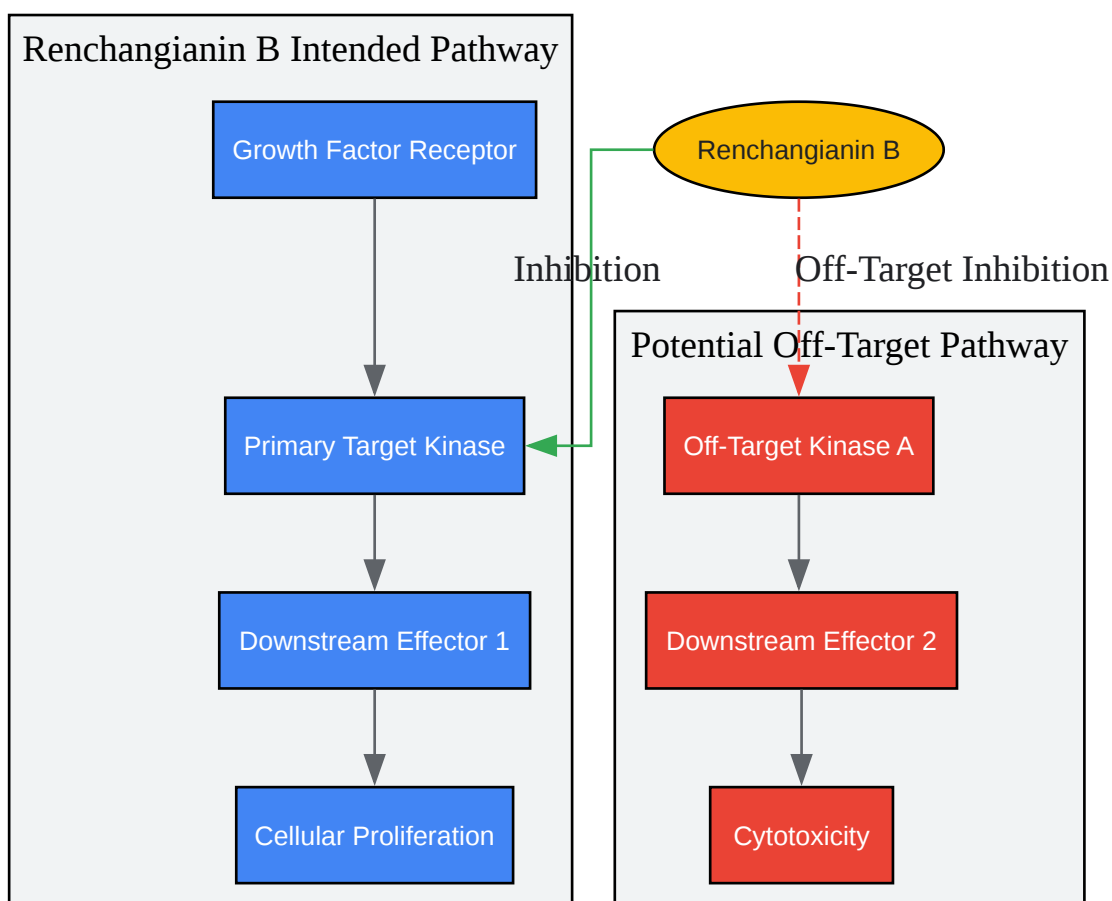 Renchangianin B Intended Pathway
Growth Factor Receptor
Renchangianin B
Inhibition
Off-Target Inhibition
Potential Off-Target Pathway
Primary Target Kinase
Off-Target Kinase A
Downstream Effector 1
Downstream Effector 2
Cellular Proliferation
Cytotoxicity